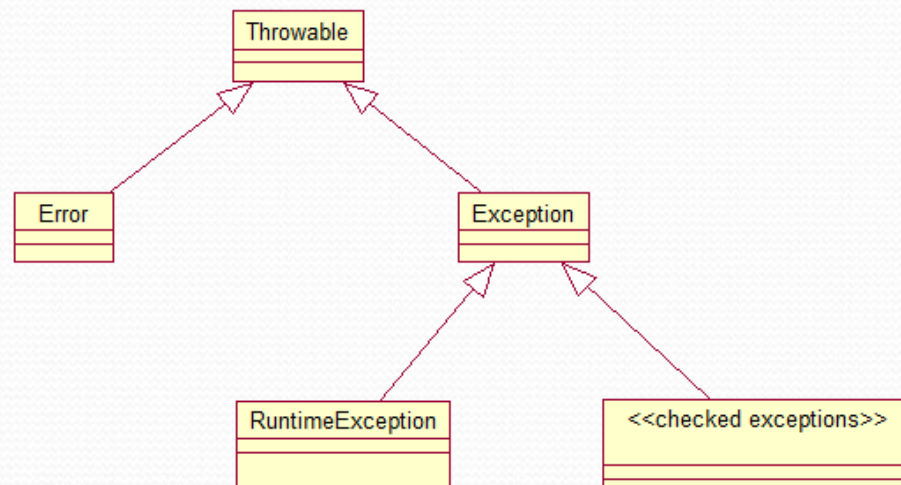 Throwable
Error
Exception
RuntimeException
<<checked exceptions>>